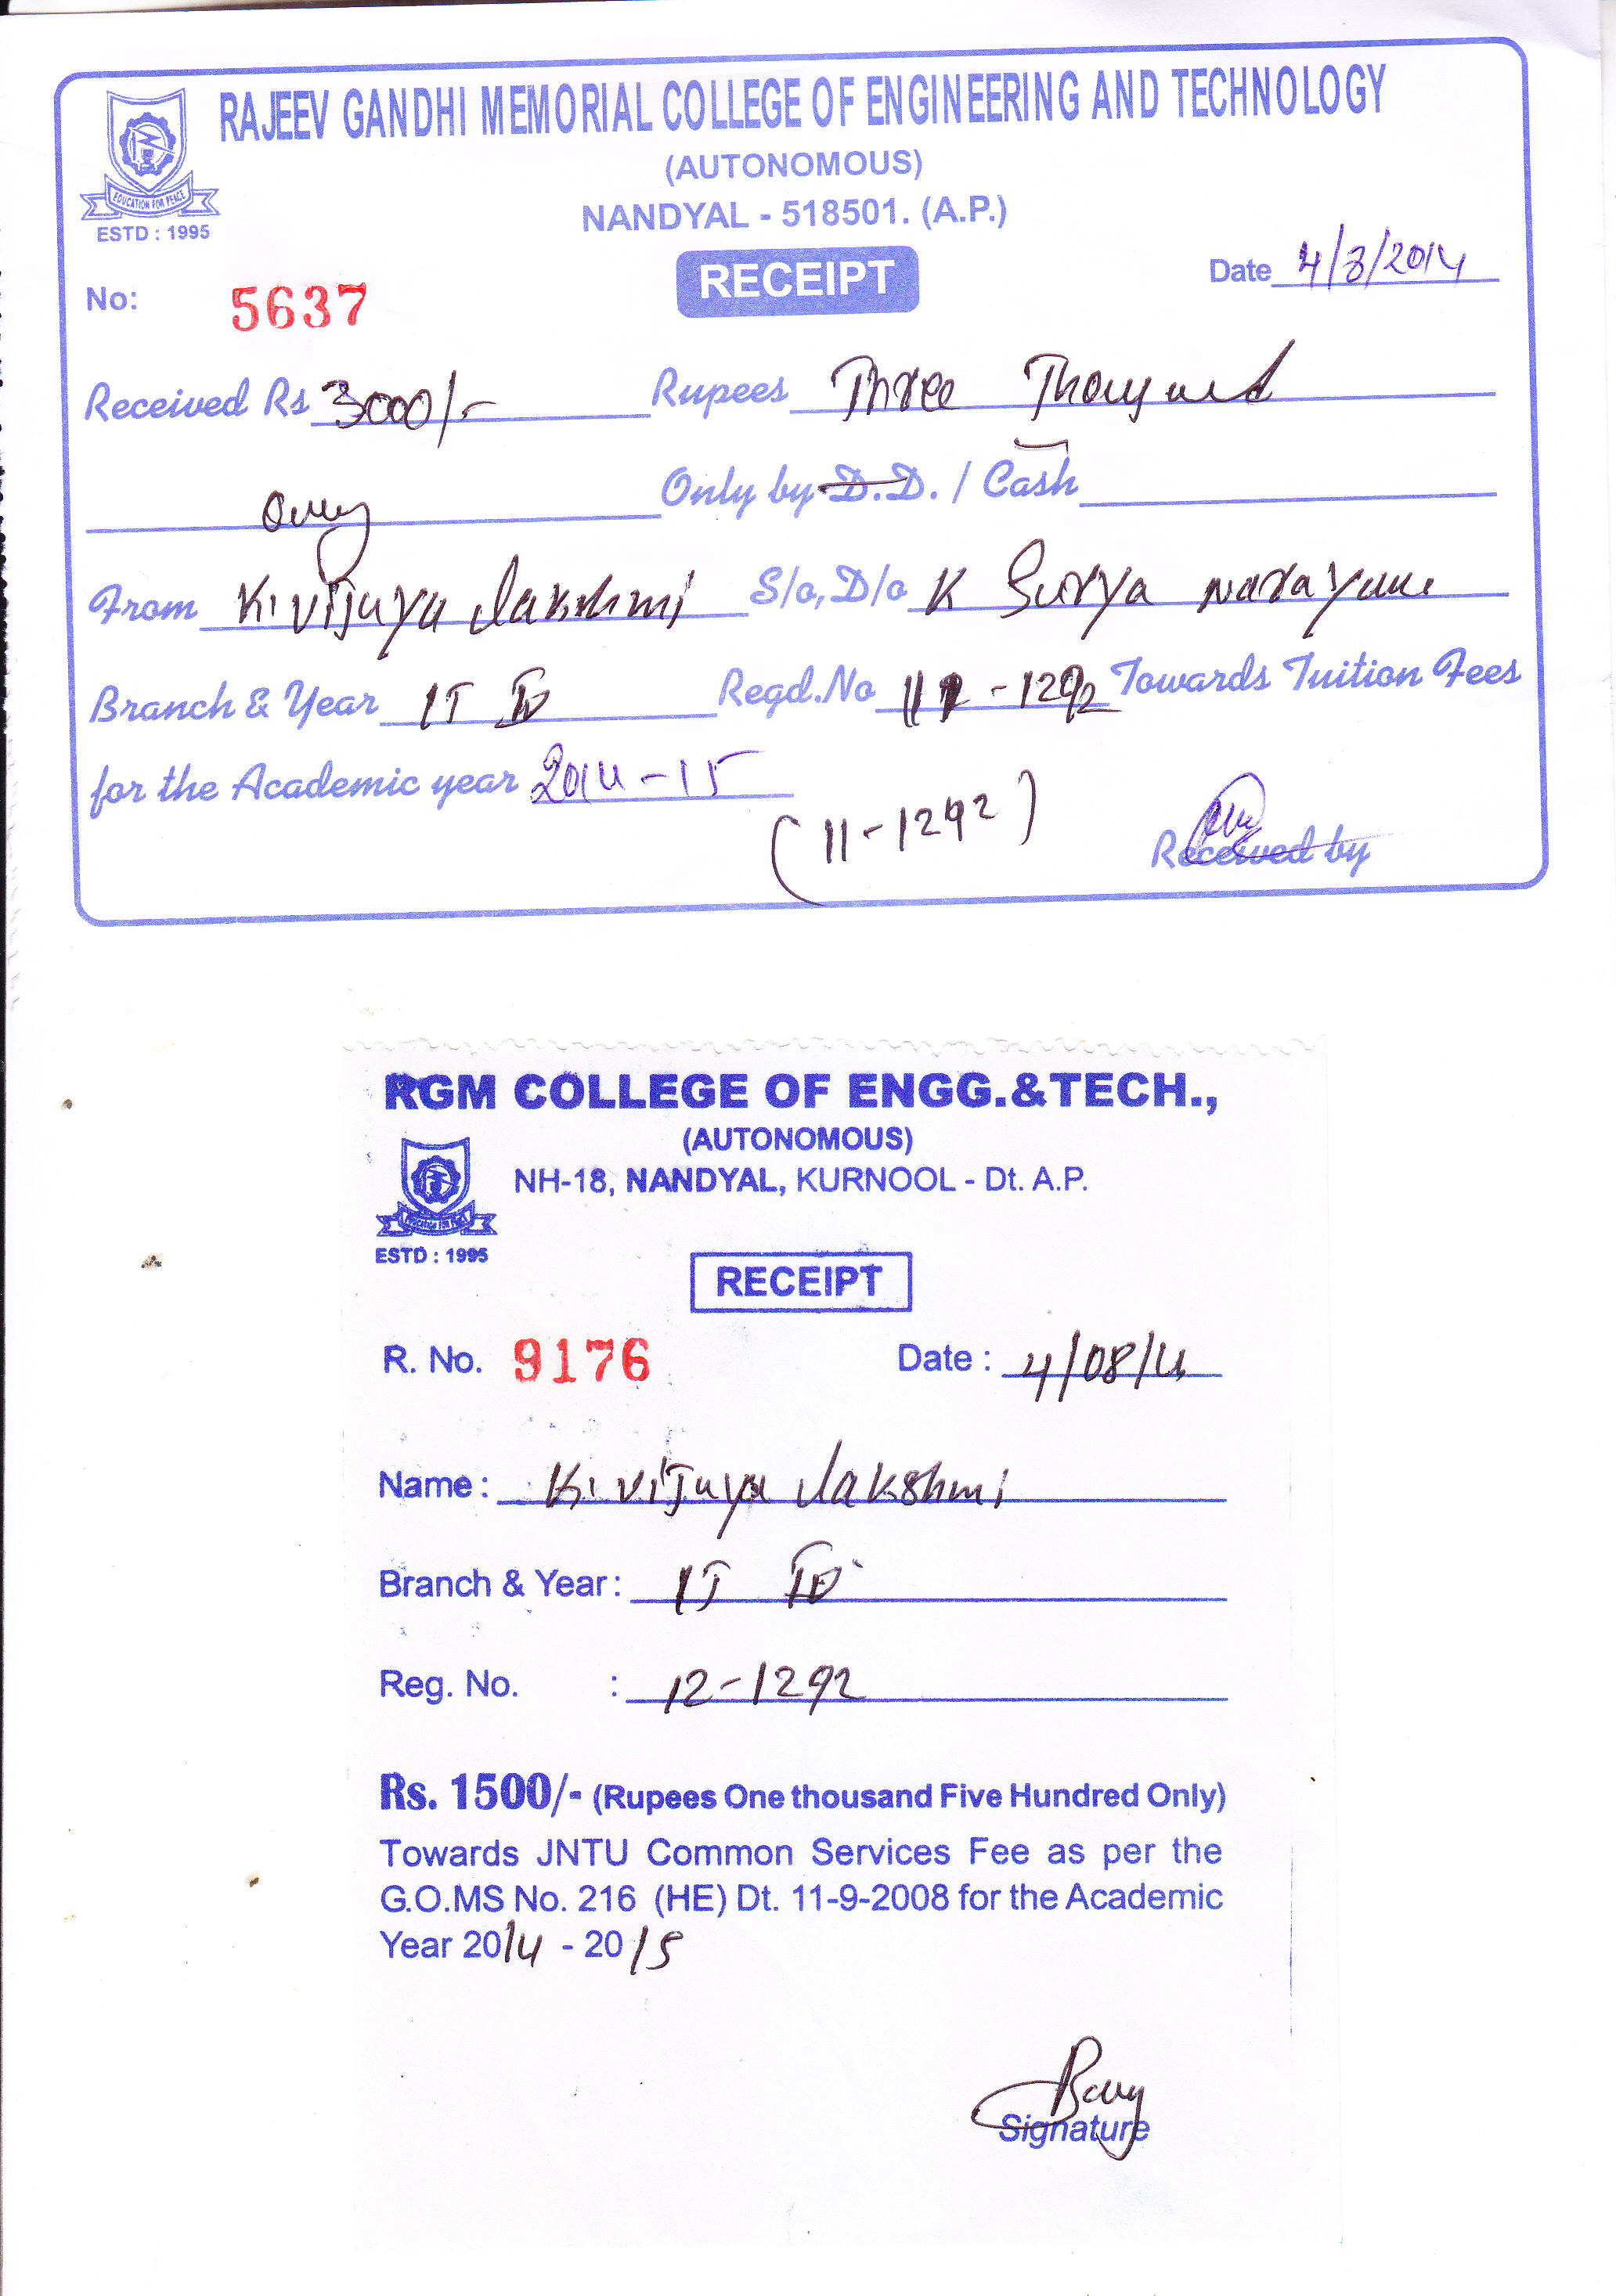 RAJEEV GANDHI MEMORIAL COLLEGE OF ENGINEERING AND TECHNOLOGY
(AUTONOMOUS)
NANDYAL - 518501. (A.P.)
EDUCATION FOR PEACE
ESTD : 1995
RECEIPT
Date 4/8/2014
No: 5637
Received Rs 3000/- Rupees Three Thousand
only Only by D.D. / Cash
From K. Vijaya lakshmi S/o, D/o K Surya Narayana
Branch & Year IT IV Regd.No 11 - 1292 Towards Tuition Fees
for the Academic year 2014-15
(11-1292)
Received by
RGM COLLEGE OF ENGG.&TECH.,
(AUTONOMOUS)
NH-18, NANDYAL, KURNOOL - Dt. A.P.
ESTD : 1995
RECEIPT
R. No. 9176 Date : 4/08/14
Name : K. Vijaya lakshmi
Branch & Year : IT IV
Reg. No. : 12-1292
Rs. 1500/- (Rupees One thousand Five Hundred Only)
Towards JNTU Common Services Fee as per the
G.O.MS No. 216 (HE) Dt. 11-9-2008 for the Academic
Year 2014 - 2015
Signature